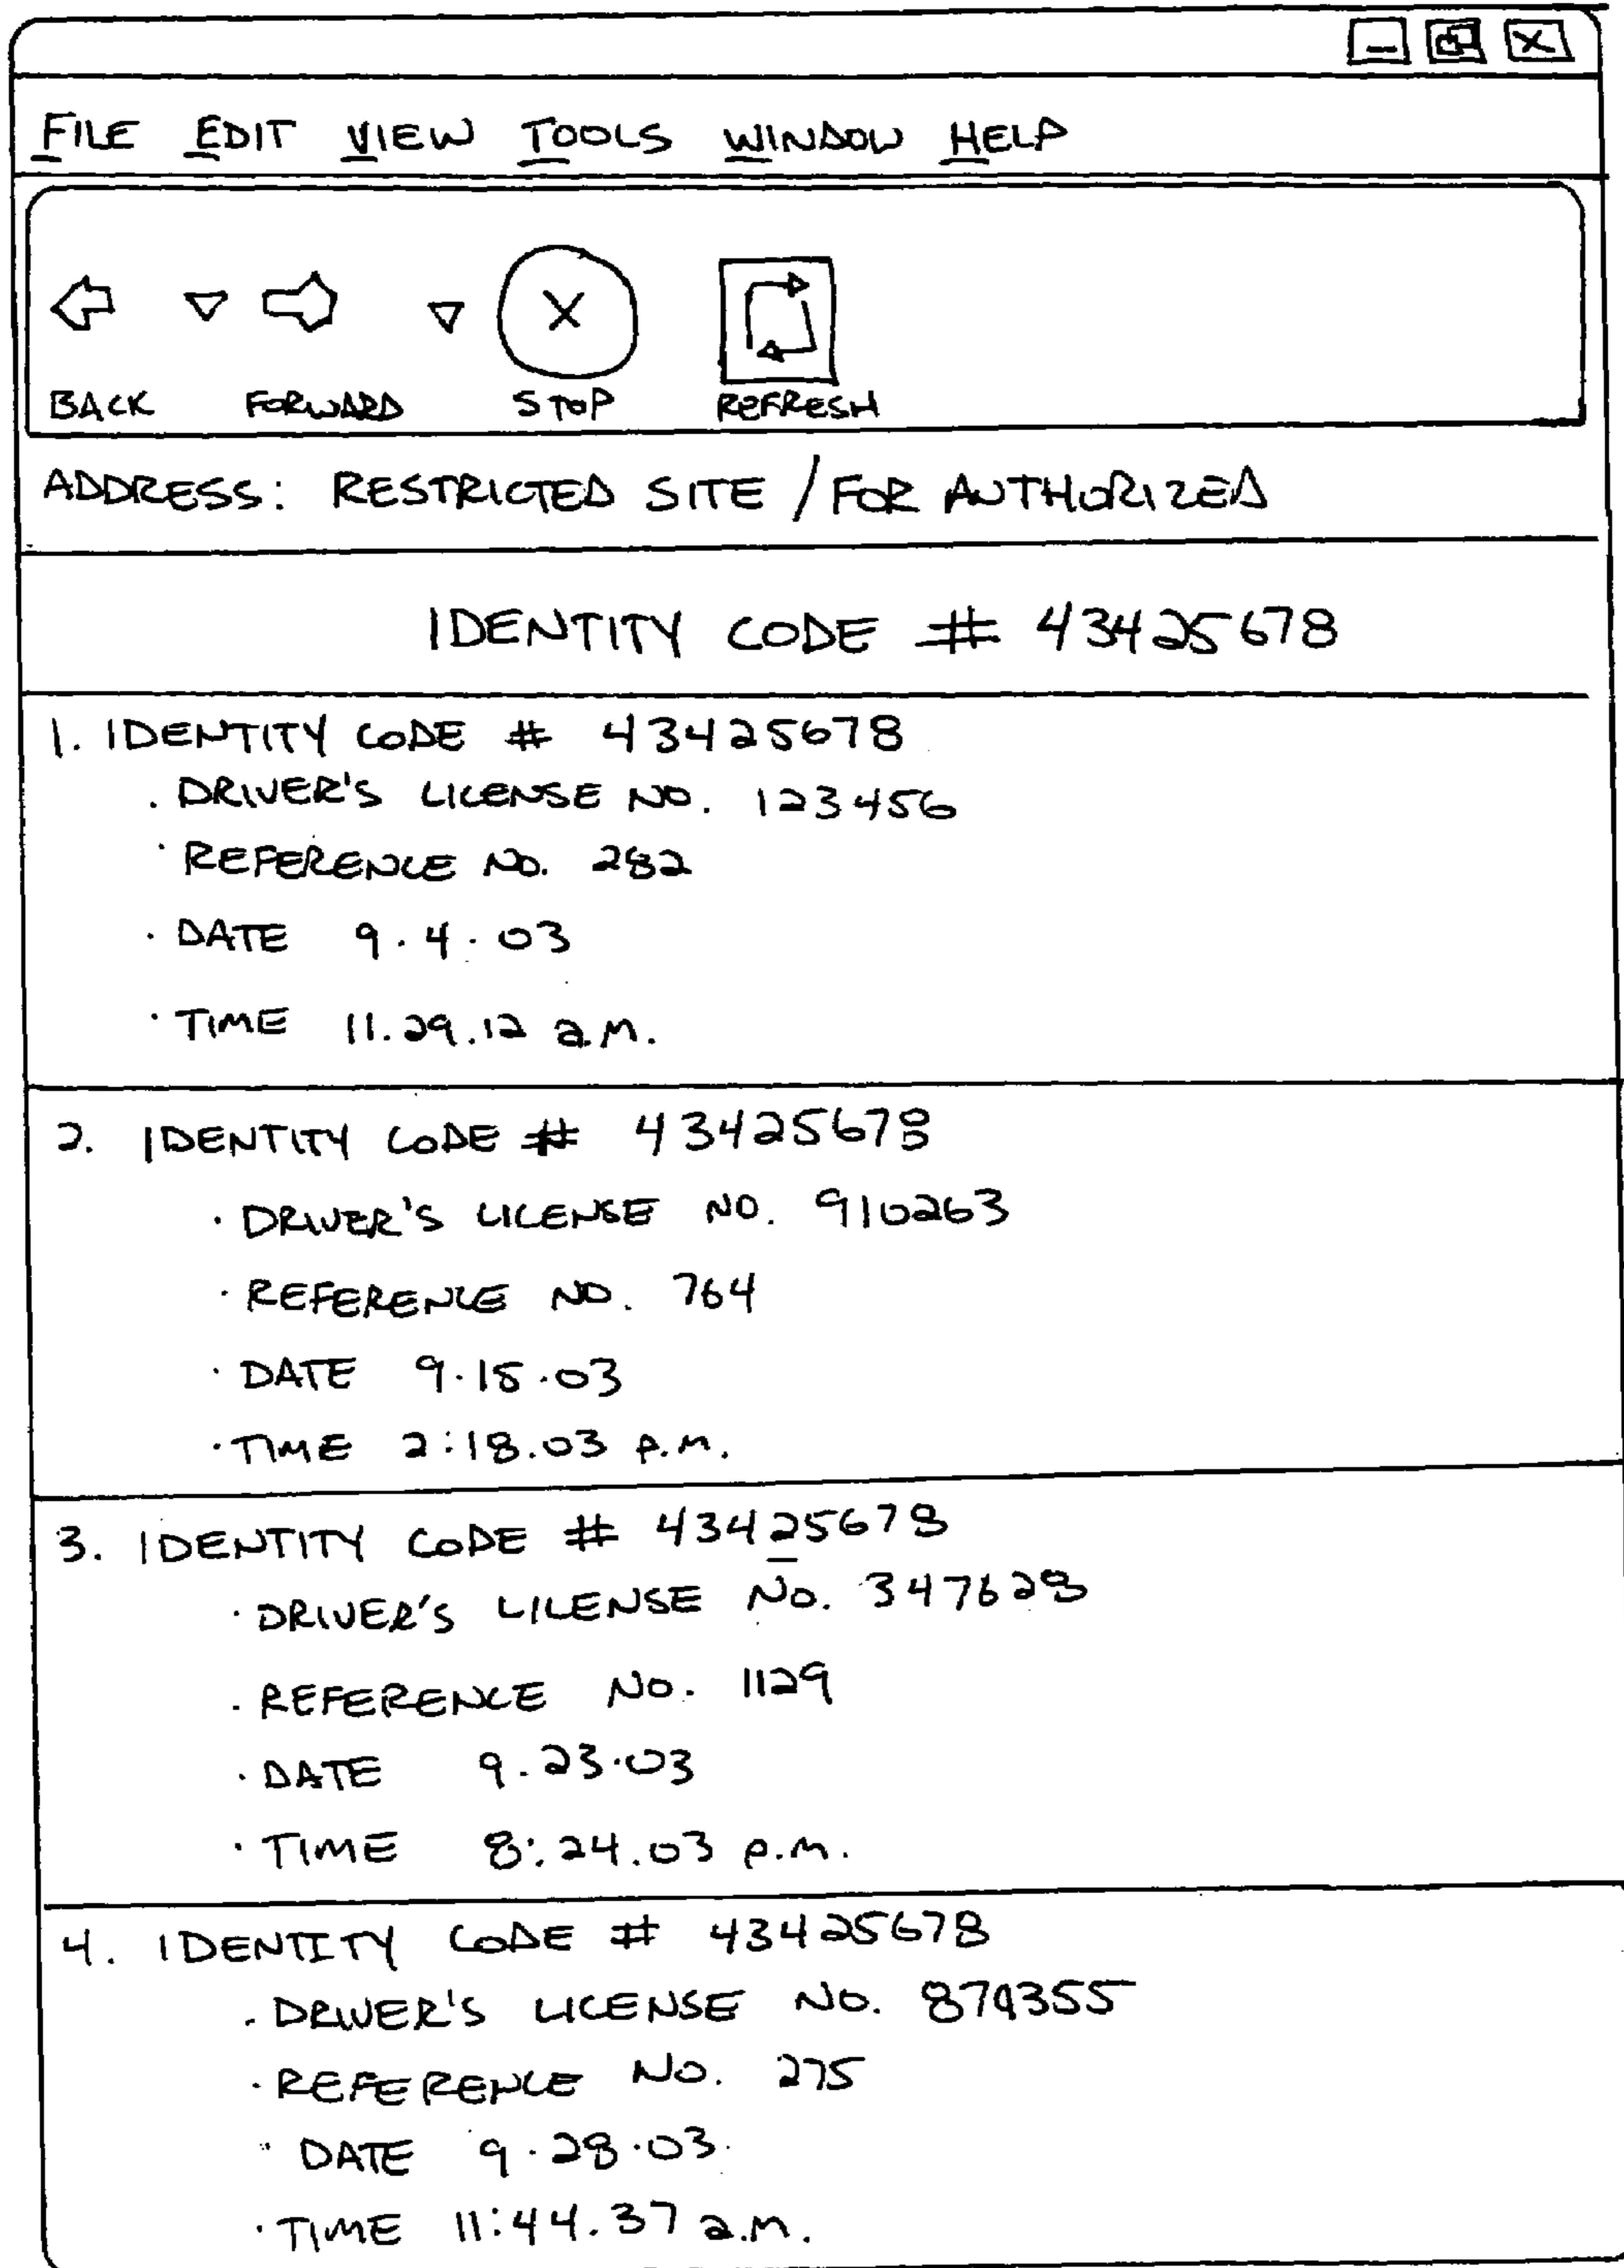 FILE EDIT VIEW TOOLS WINDOW HELP
X
BACK FORWARD STOP REFRESH
ADDRESS: RESTRICTED SITE / FOR AUTHORIZED
IDENTITY CODE # 43425678
1. IDENTITY CODE # 43425678
. DRIVER'S LICENSE NO. 123456
· REFERENCE NO. 282
· DATE 9.4.03
· TIME 11.29.12 a.m.
2. IDENTITY CODE # 43425678
· DRIVER'S LICENSE NO. 910263
· REFERENCE NO. 764
· DATE 9.15.03
· TIME 2:18.03 p.m.
3. IDENTITY CODE # 43425678
· DRIVER'S LICENSE No. 347628
. REFERENCE No. 1129
· DATE 9.23.03
· TIME 8:24.03 p.m.
4. IDENTITY CODE # 43425678
. DRIVER'S LICENSE No. 879355
· REFERENCE No. 275
· DATE 9.28.03
· TIME 11:44.37 a.m.